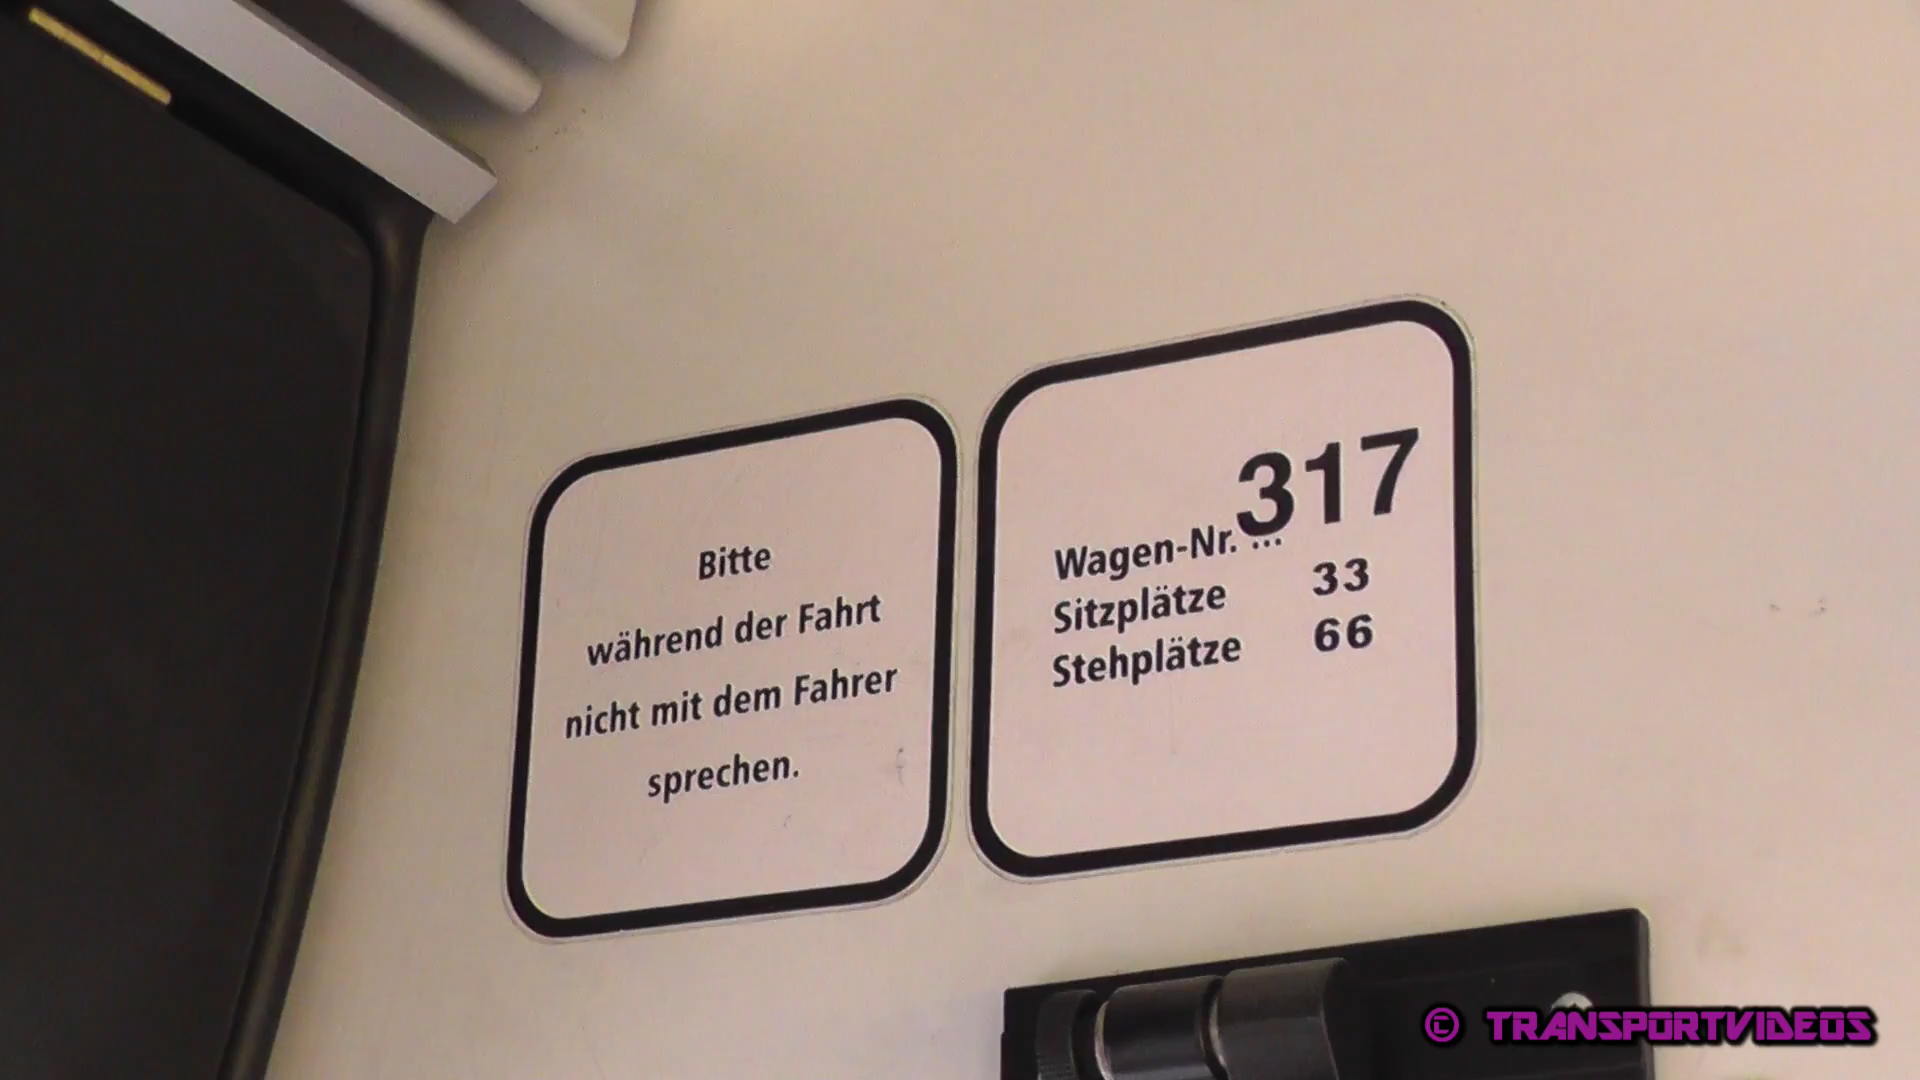 Bitte
während der Fahrt
nicht mit dem Fahrer
sprechen.
Wagen-Nr. ... 317
Sitzplätze 33
Stehplätze 66
© TRANSPORTVIDEOS